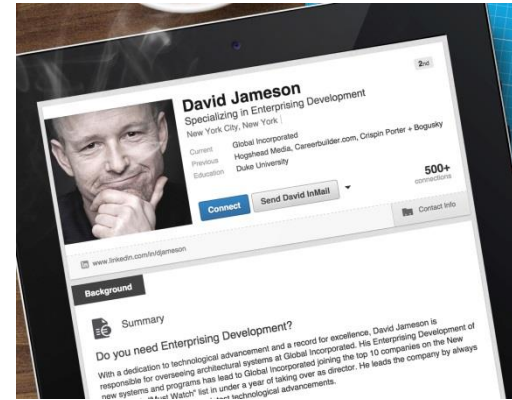 2nd
David Jameson
Specializing in Enterprising Development
New York City, New York
Current Global Incorporated
Previous Hogshead Media, Careerbuilder.com, Crispin Porter + Bogusky
Education Duke University
Connect Send David InMail
500+
connections
www.linkedin.com/in/djameson
Contact Info
Background
Summary
Do you need Enterprising Development?
With a dedication to technological advancement and a record for excellence, David Jameson is
responsible for overseeing architectural systems at Global Incorporated. His Enterprising Development of
new systems and programs has lead to Global Incorporated joining the top 10 companies on the New
"Must Watch" list in under a year of taking over as director. He leads the company by always
latest technological advancements.